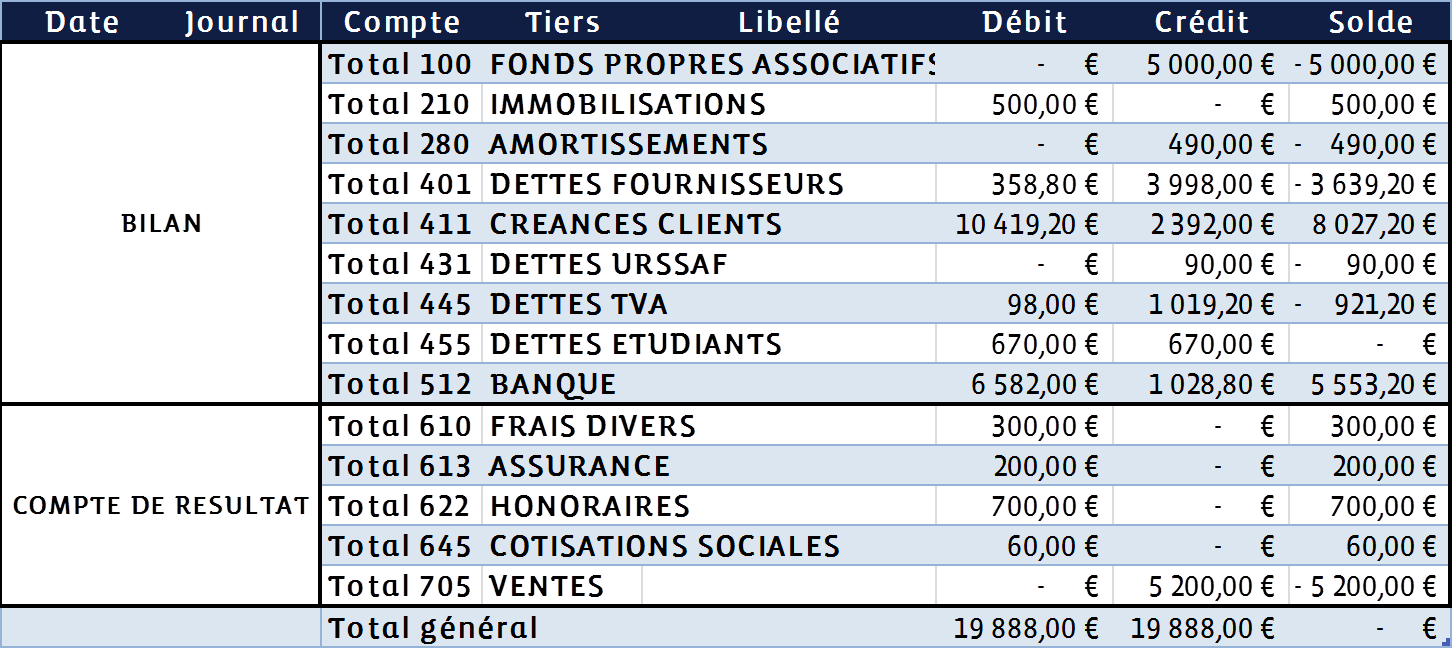 Date Journal Compte Tiers Libellé Débit Crédit Solde
Total 100 FONDS PROPRES ASSOCIATIFS - € 5 000,00 € - 5 000,00 €
Total 210 IMMOBILISATIONS 500,00 € - € 500,00 €
Total 280 AMORTISSEMENTS - € 490,00 € - 490,00 €
Total 401 DETTES FOURNISSEURS 358,80 € 3 998,00 € - 3 639,20 €
BILAN Total 411 CREANCES CLIENTS 10 419,20 € 2 392,00 € 8 027,20 €
Total 431 DETTES URSSAF - € 90,00 € - 90,00 €
Total 445 DETTES TVA 98,00 € 1 019,20 € - 921,20 €
Total 455 DETTES ETUDIANTS 670,00 € 670,00 € - €
Total 512 BANQUE 6 582,00 € 1 028,80 € 5 553,20 €
Total 610 FRAIS DIVERS 300,00 € - € 300,00 €
Total 613 ASSURANCE 200,00 € - € 200,00 €
COMPTE DE RESULTAT Total 622 HONORAIRES 700,00 € - € 700,00 €
Total 645 COTISATIONS SOCIALES 60,00 € - € 60,00 €
Total 705 VENTES - € 5 200,00 € - 5 200,00 €
Total général 19 888,00 € 19 888,00 € - €